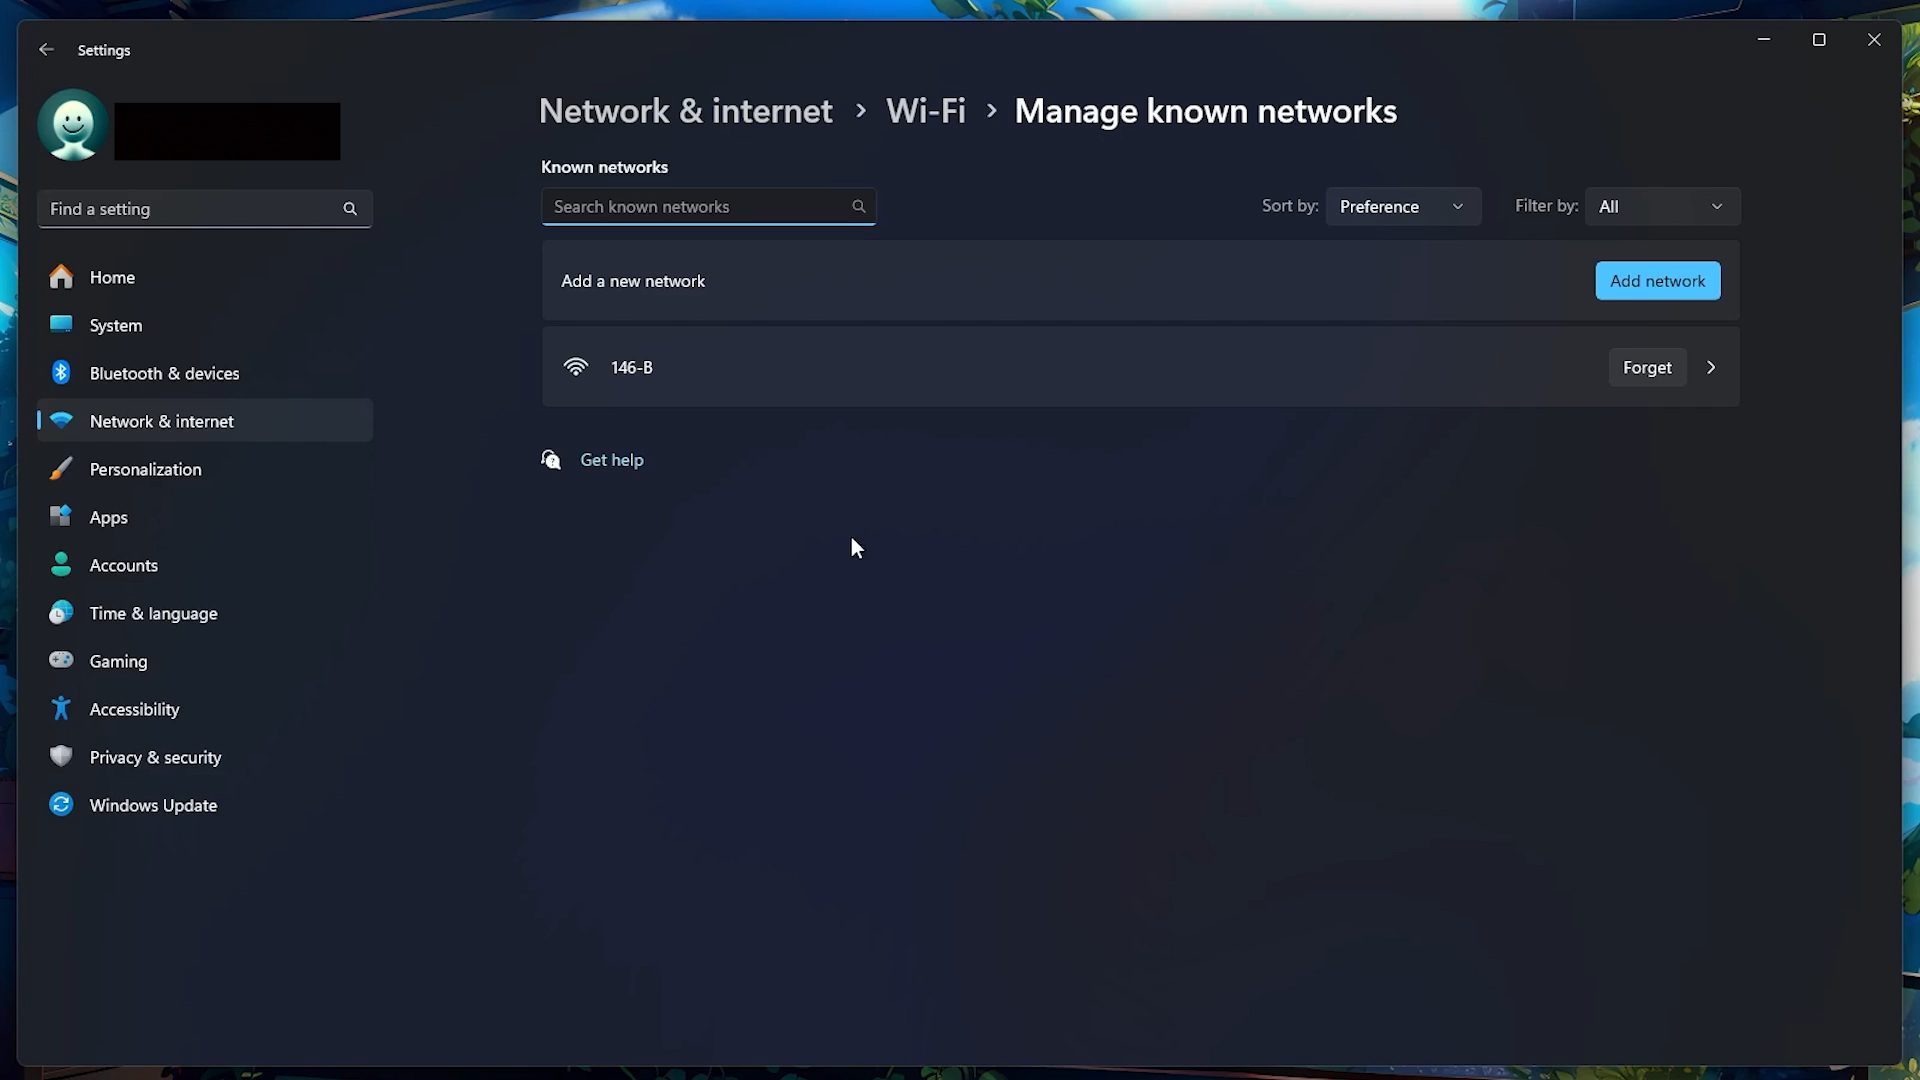 Settings
Find a setting
Home
System
Bluetooth & devices
Network & internet
Personalization
Apps
Accounts
Time & language
Gaming
Accessibility
Privacy & security
Windows Update
Network & internet > Wi-Fi > Manage known networks
Known networks
Search known networks
Sort by: Preference
Filter by: All
Add a new network
Add network
146-B
Forget
Get help